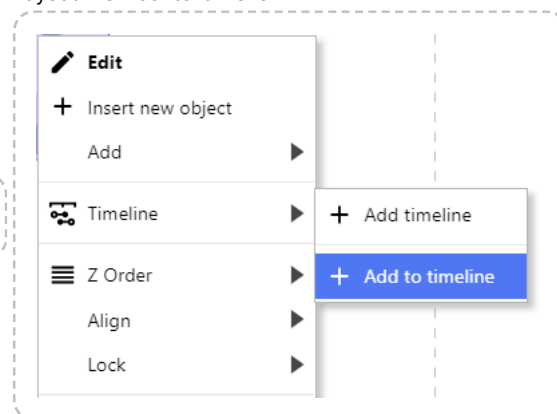 Edit
Insert new object
Add
Timeline
Add timeline
Z Order
Add to timeline
Align
Lock